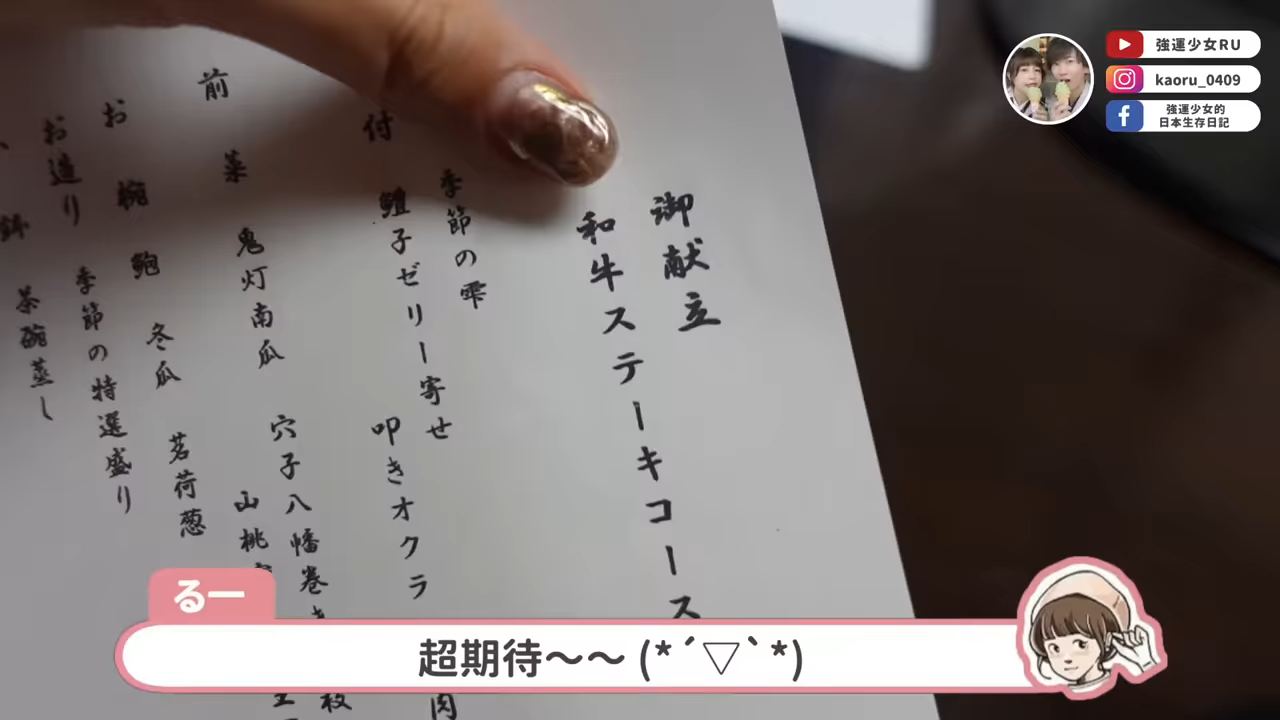 御献立
和牛ステーキコース
季節の雫
付
鱧子ゼリー寄せ
叩きオクラ
肉
前菜
鬼灯南瓜
穴子八幡巻き
山桃
枝
お椀
鮑
冬瓜
茗荷葱
お造り
季節の特選盛り
鉢
茶碗蒸し
強運少女RU
kaoru_0409
強運少女的
日本生存日記
るー
超期待～～(*´▽`*)